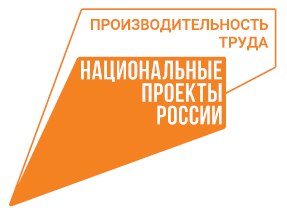 ПРОИЗВОДИТЕЛЬНОСТЬ
ТРУДА
НАЦИОНАЛЬНЫЕ
ПРОЕКТЫ
РОССИИ